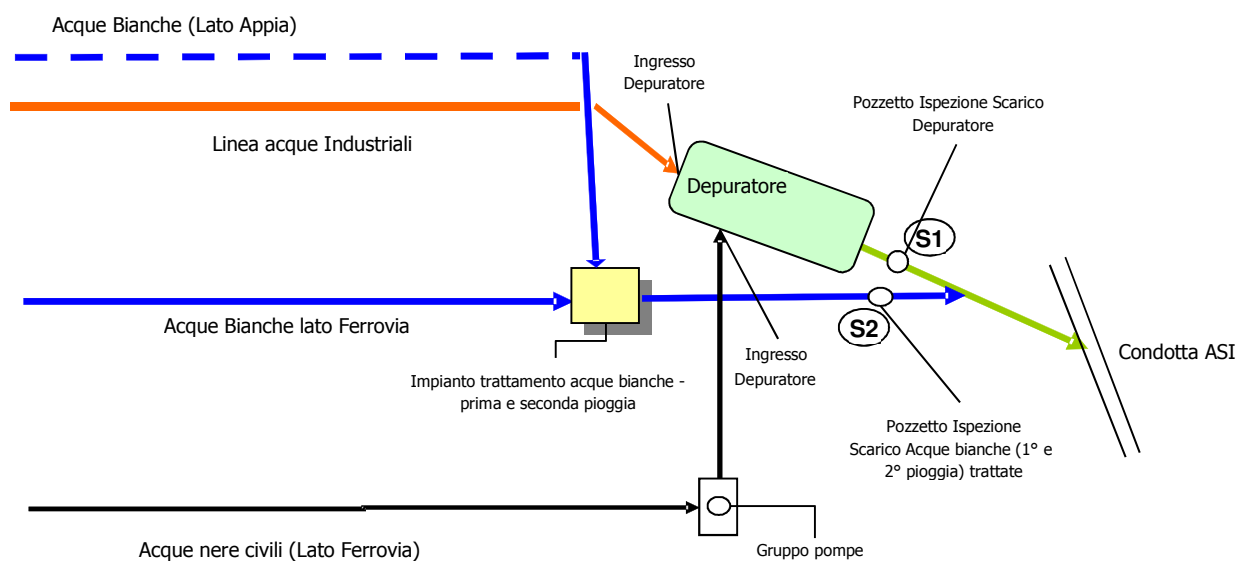 Acque Bianche (Lato Appia)
Ingresso
Depuratore
Pozzetto Ispezione Scarico
Depuratore
Linea acque Industriali
Depuratore
S1
Acque Bianche lato Ferrovia
S2
Condotta ASI
Ingresso
Depuratore
Impianto trattamento acque bianche -
prima e seconda pioggia
Pozzetto Ispezione
Scarico Acque bianche (1° e
2° pioggia) trattate
Acque nere civili (Lato Ferrovia)
Gruppo pompe